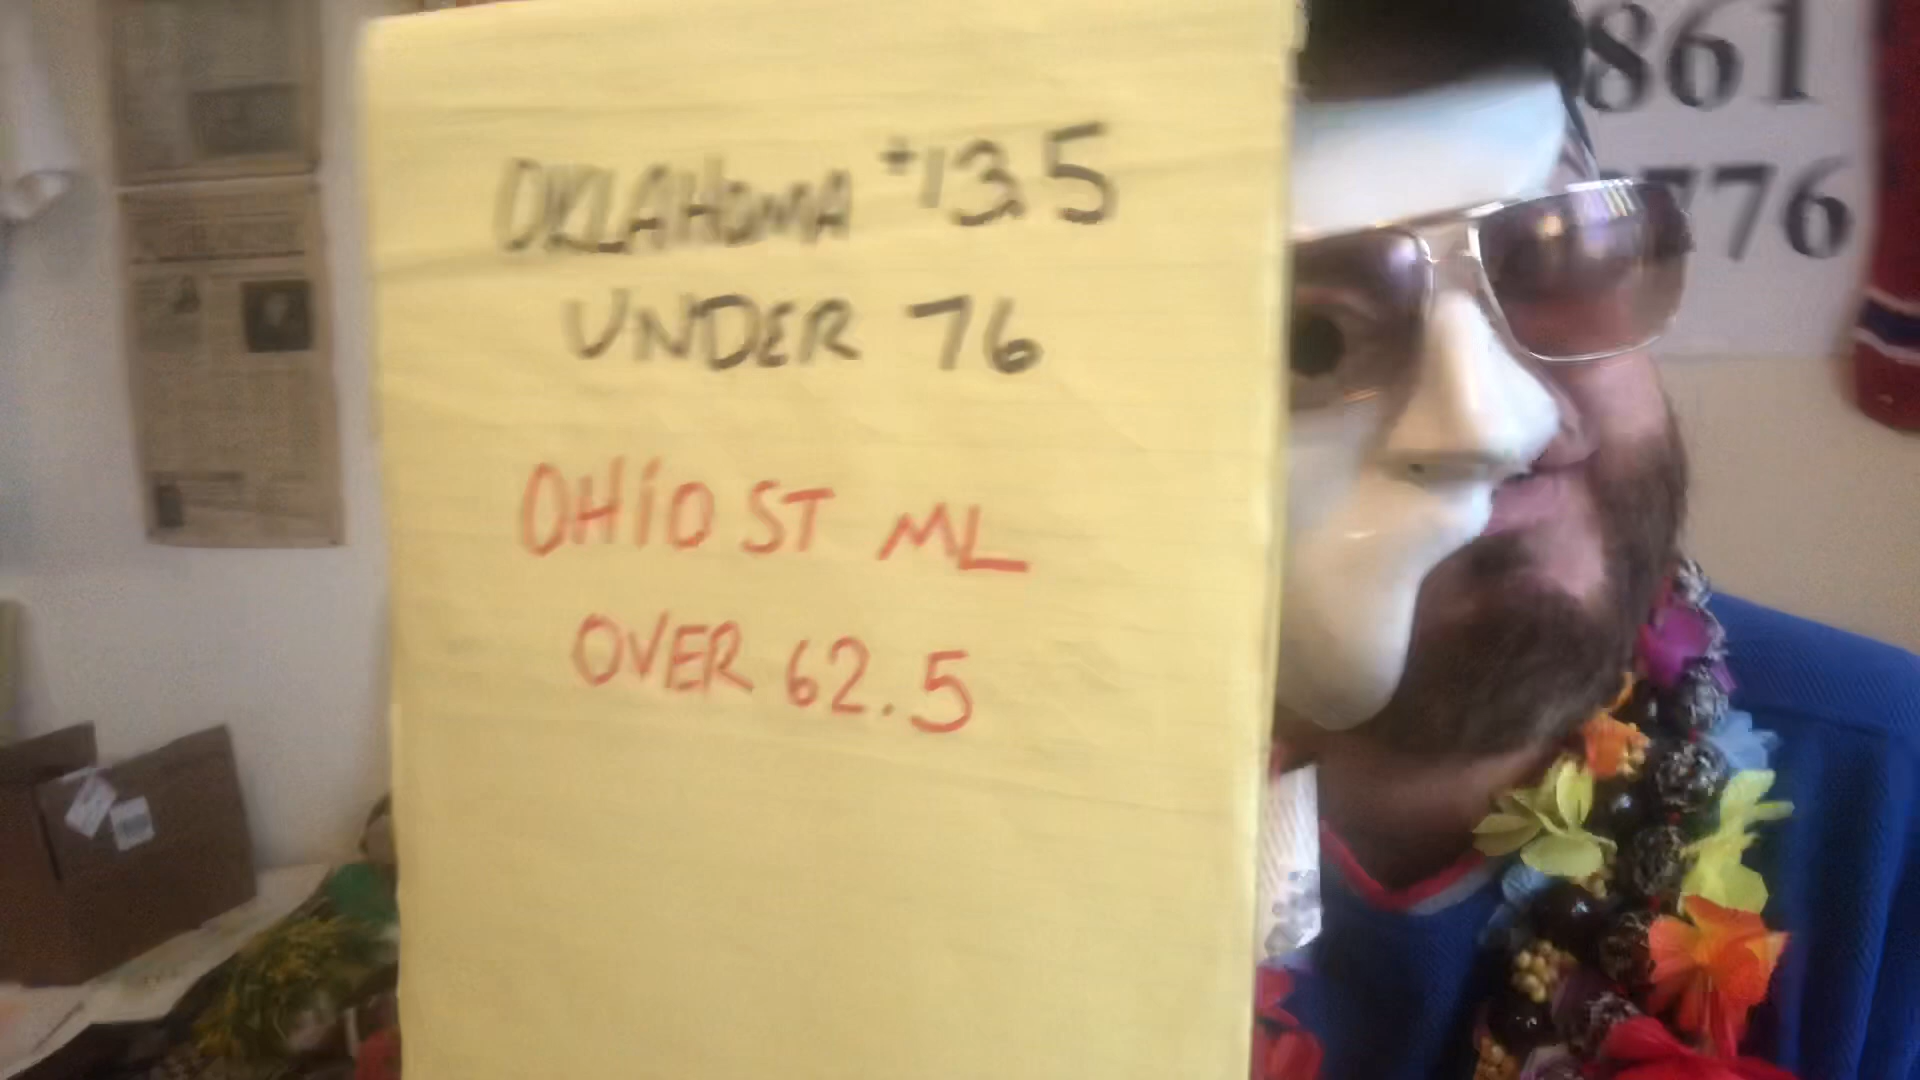 OKLAHOMA +13.5
UNDER 76
OHIO ST ML
OVER 62.5
861
776